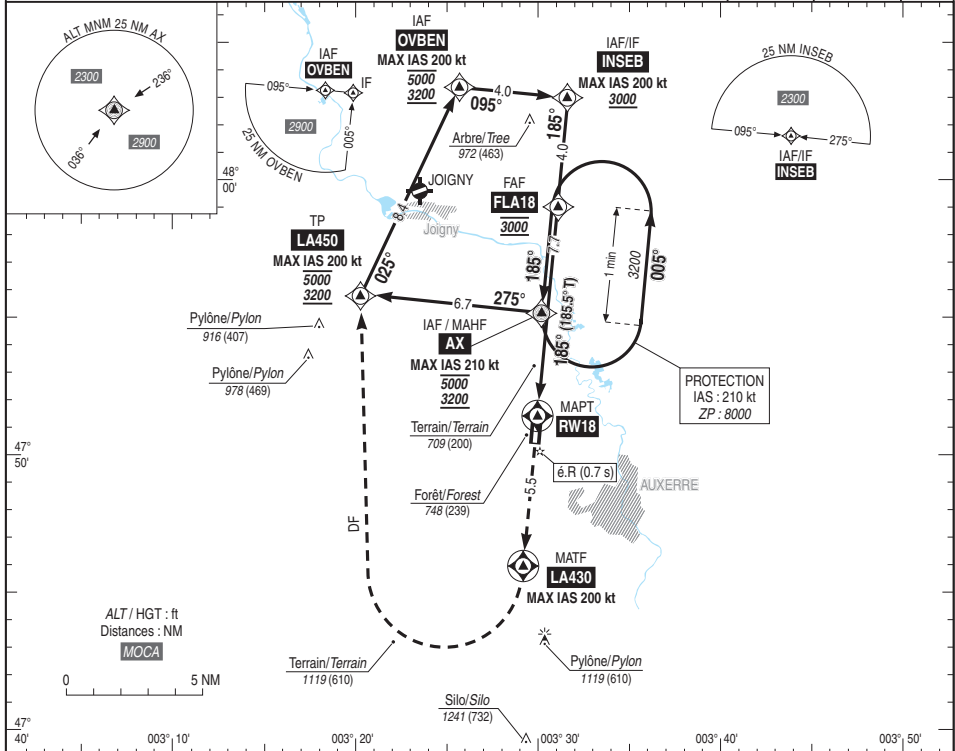 ALT MNM 25 NM AX
2300
236°
036°
2900
IAF
OVBEN
IF
095°
2900
005°
25 NM OVBEN
IAF
OVBEN
MAX IAS 200 kt
5000
3200
4.0
095°
IAF/IF
INSEB
MAX IAS 200 kt
3000
25 NM INSEB
2300
095°
275°
IAF/IF
INSEB
Arbre/Tree
972 (463)
185°
4.0
48°
00'
JOIGNY
Joigny
FAF
FLA18
3000
7.7
8.4
025°
TP
LA450
MAX IAS 200 kt
5000
3200
185°
1 min
3200
005°
6.7
275°
185° (185.5° T)
IAF / MAHF
AX
MAX IAS 210 kt
5000
3200
Pylône/Pylon
916 (407)
Pylône/Pylon
978 (469)
PROTECTION
IAS : 210 kt
ZP : 8000
Terrain/Terrain
709 (200)
MAPT
RW18
47°
50'
é.R (0.7 s)
AUXERRE
Forêt/Forest
748 (239)
5.5
DF
MATF
LA430
MAX IAS 200 kt
ALT / HGT : ft
Distances : NM
MOCA
0
5 NM
Terrain/Terrain
1119 (610)
Pylône/Pylon
1119 (610)
Silo/Silo
1241 (732)
47°
40'
003° 10'
003° 20'
003° 30'
003° 40'
003° 50'